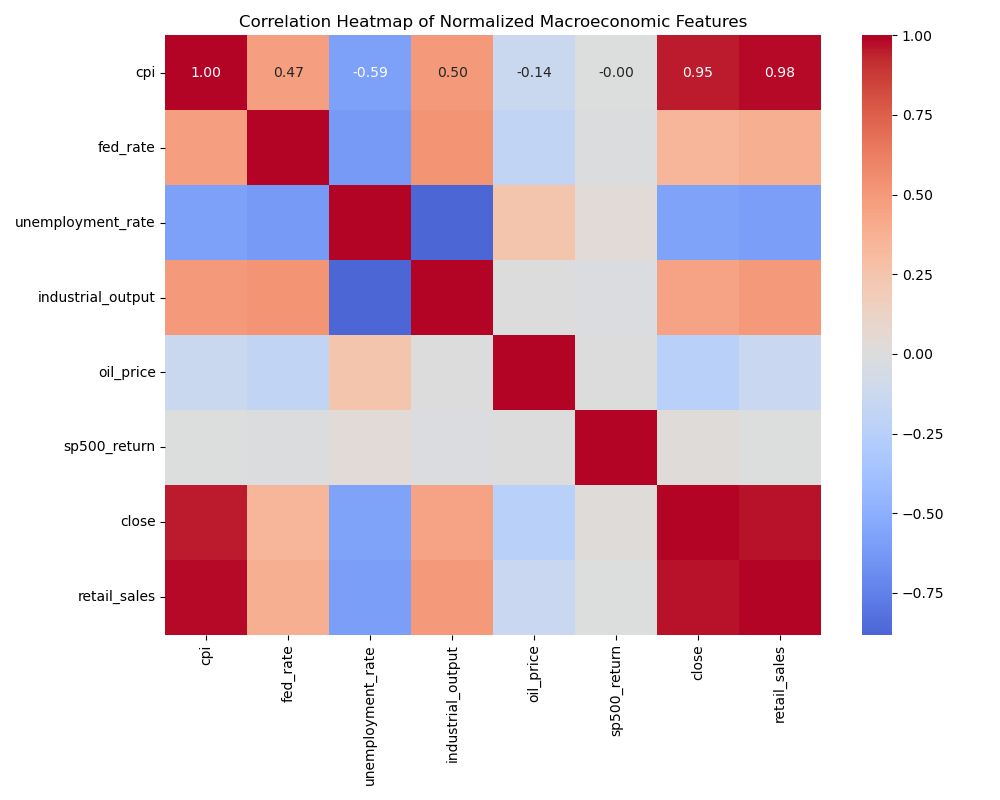 Correlation Heatmap of Normalized Macroeconomic Features
cpi
1.00 0.47 -0.59 0.50 -0.14 -0.00 0.95 0.98
fed_rate
unemployment_rate
industrial_output
oil_price
sp500_return
close
retail_sales
cpi
fed_rate
unemployment_rate
industrial_output
oil_price
sp500_return
close
retail_sales
1.00
0.75
0.50
0.25
0.00
−0.25
−0.50
−0.75